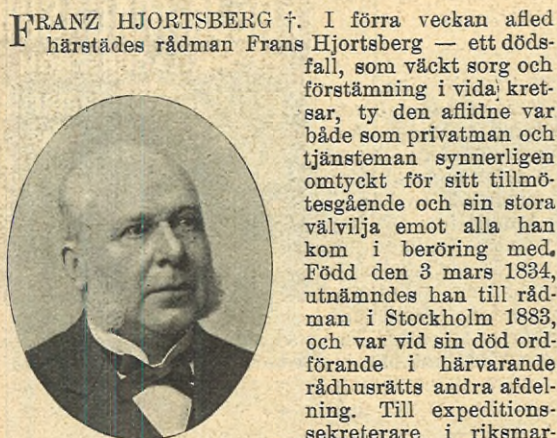 FRANZ HJORTSBERG †. I förra veckan afled
härstädes rådman Frans Hjortsberg — ett döds-
fall, som väckt sorg och
förstämning i vida kret-
sar, ty den aflidne var
både som privatman och
tjänsteman synnerligen
omtyckt för sitt tillmö-
tesgående och sin stora
välvilja emot alla han
kom i beröring med.
Född den 3 mars 1834,
utnämndes han till råd-
man i Stockholm 1883,
och var vid sin död ord-
förande i härvarande
rådhusrätts andra afdel-
ning. Till expeditions-
sekreterare i riksmar-